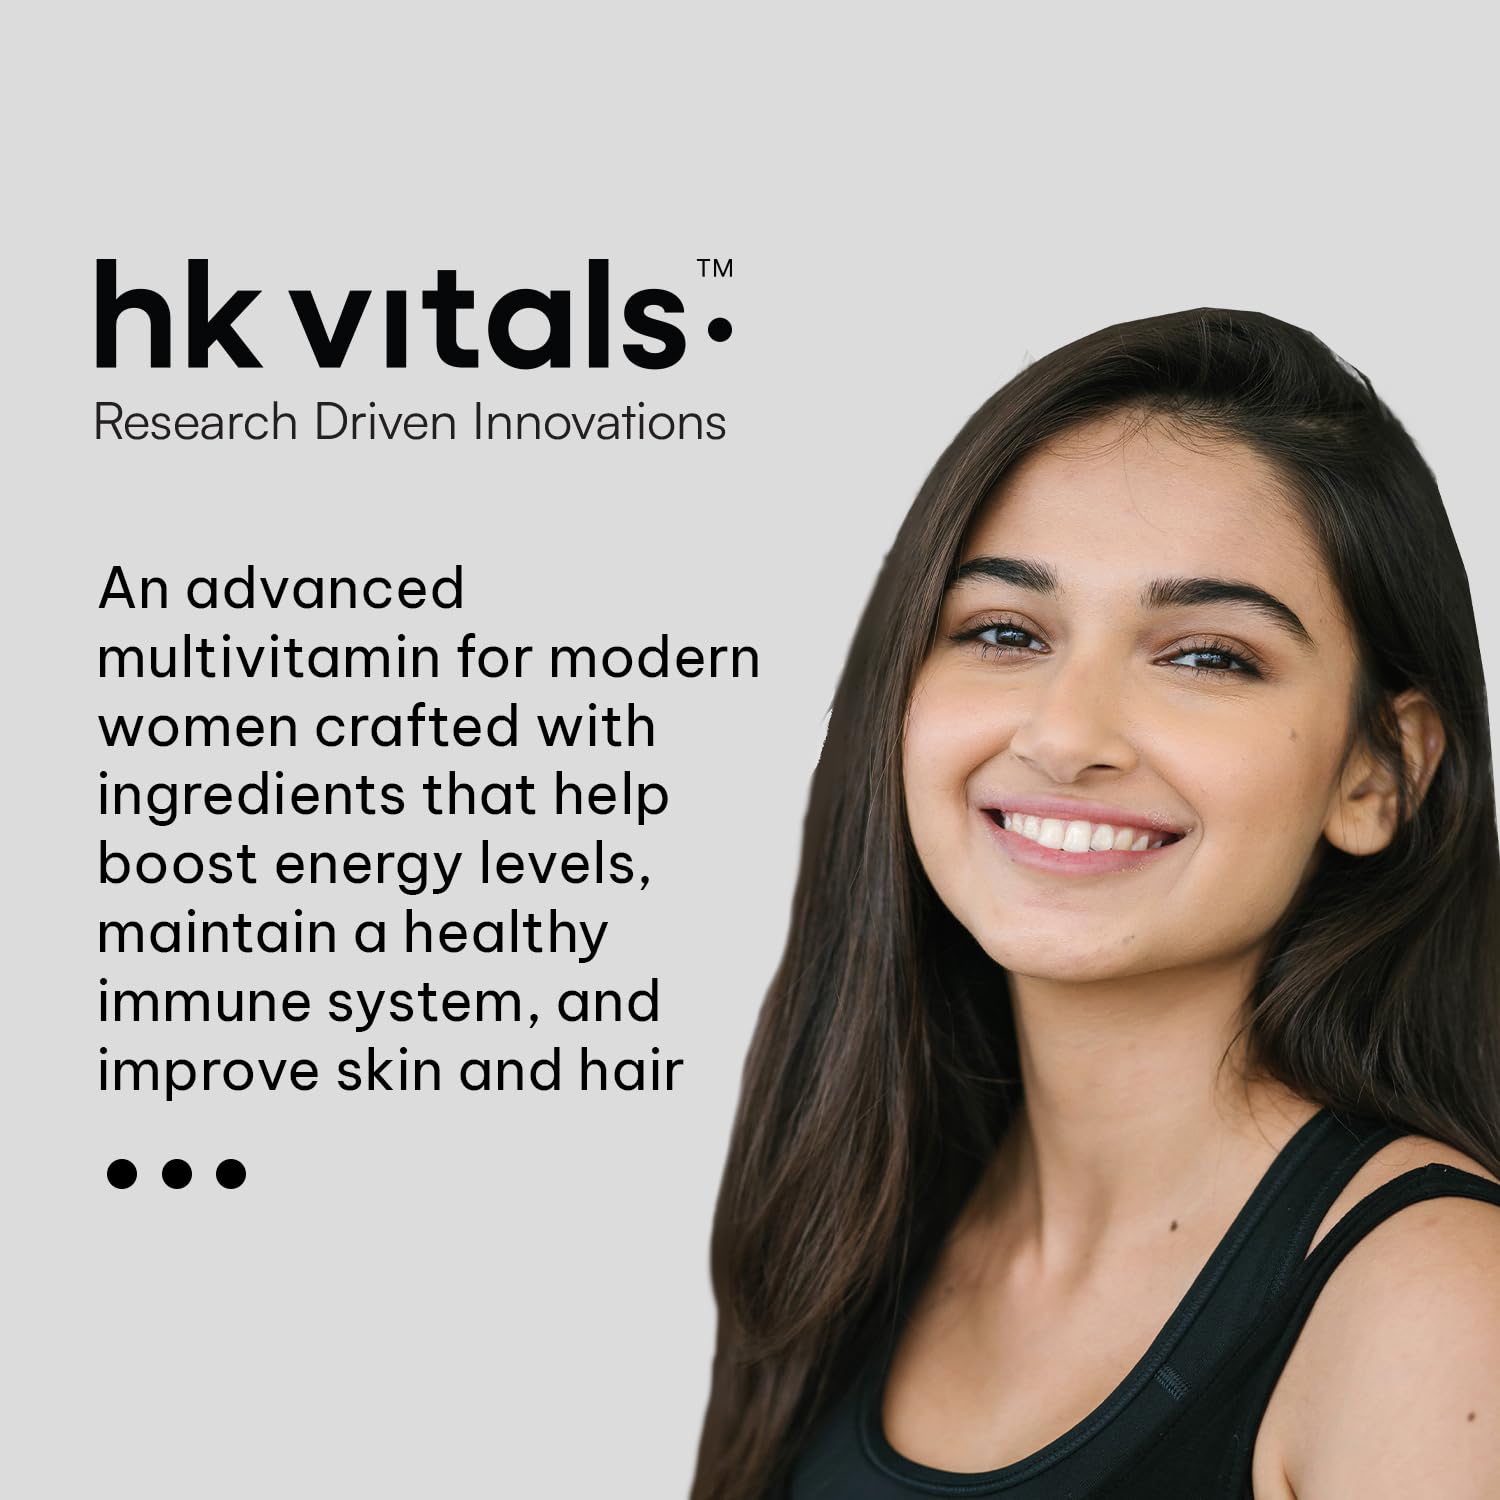 hk vitals™
Research Driven Innovations
An advanced
multivitamin for modern
women crafted with
ingredients that help
boost energy levels,
maintain a healthy
immune system, and
improve skin and hair